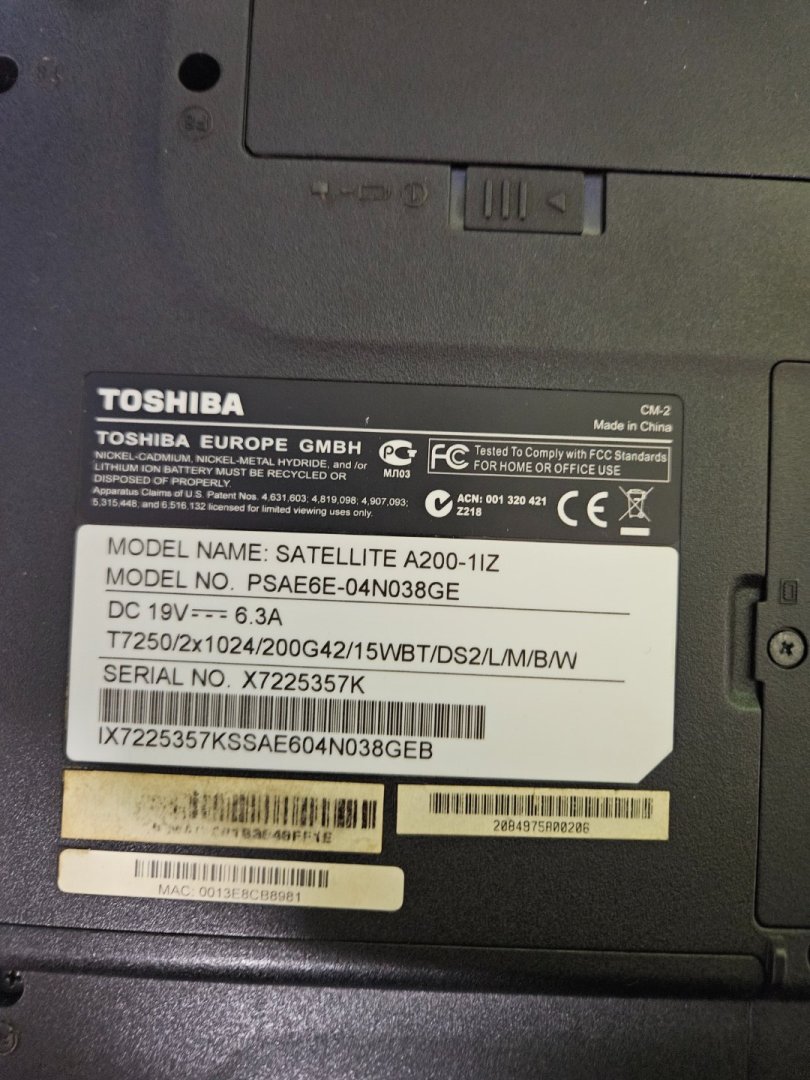 TOSHIBA
CM-2
Made in China
TOSHIBA EUROPE GMBH
NICKEL-CADMIUM, NICKEL-METAL HYDRIDE, and /or
LITHIUM ION BATTERY MUST BE RECYCLED OR
DISPOSED OF PROPERLY.
Apparatus Claims of U.S. Patent Nos. 4,631,603; 4,819,098; 4,907,093;
5,315,448; and 6,516,132 licensed for limited viewing uses only.
МЛ03
FC Tested To Comply with FCC Standards
FOR HOME OR OFFICE USE
ACN: 001 320 421
Z218
CE
MODEL NAME: SATELLITE A200-1IZ
MODEL NO. PSAE6E-04N038GE
DC 19V⎓ 6.3A
T7250/2x1024/200G42/15WBT/DS2/L/M/B/W
SERIAL NO. X7225357K
IX7225357KSSAE604N038GEB
2084975800206
MAC: 0013E8CB8981